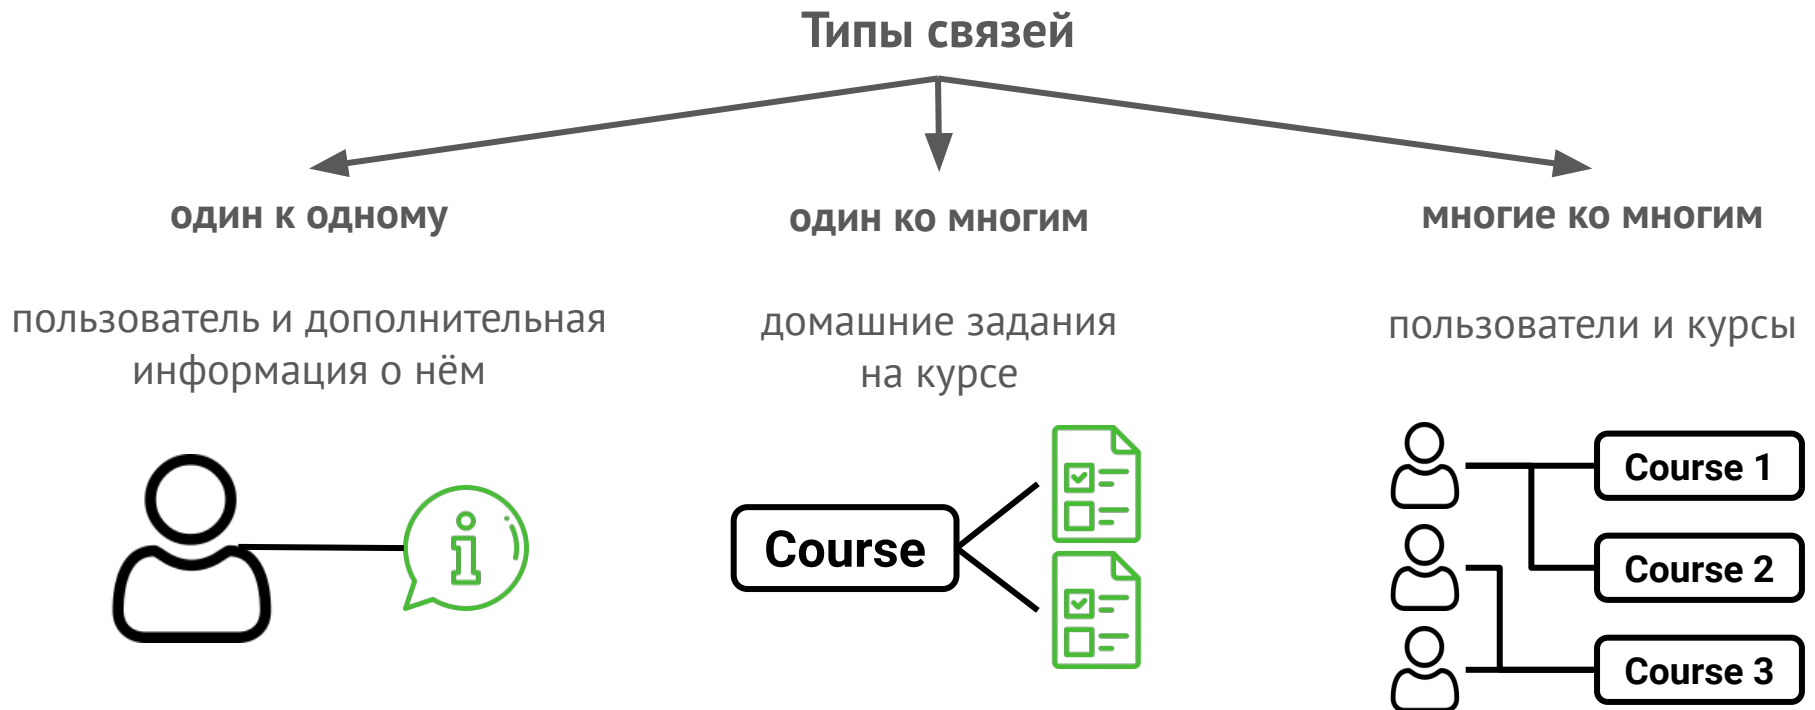 Типы связей
один к одному
один ко многим
многие ко многим
пользователь и дополнительная
информация о нём
домашние задания
на курсе
пользователи и курсы
Course
Course 1
Course 2
Course 3